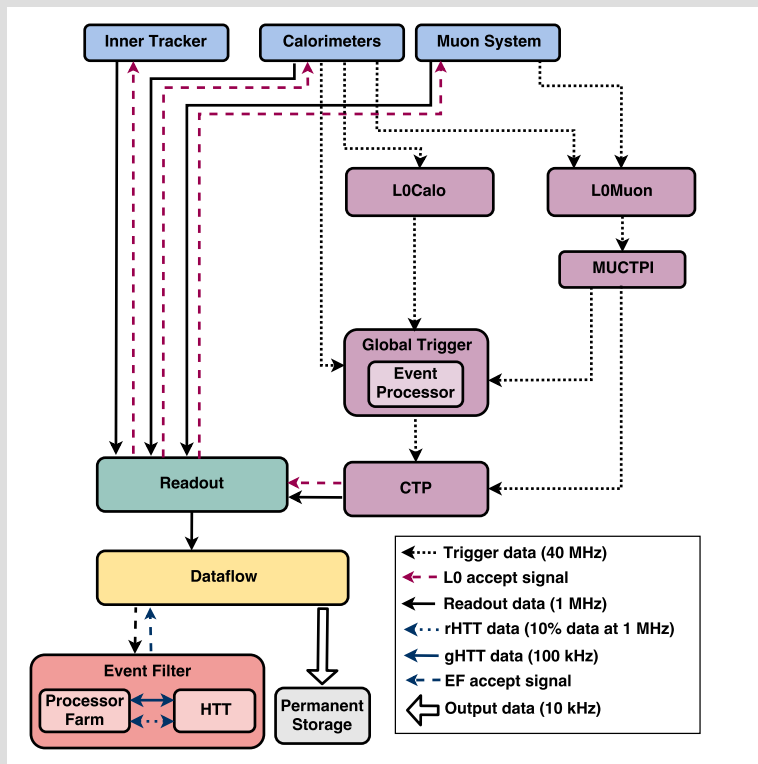 Inner Tracker
Calorimeters
Muon System
L0Calo
L0Muon
MUCTPI
Global Trigger
Event
Processor
Readout
CTP
Dataflow
Event Filter
Processor
Farm
HTT
Permanent
Storage
Trigger data (40 MHz)
L0 accept signal
Readout data (1 MHz)
rHTT data (10% data at 1 MHz)
gHTT data (100 kHz)
EF accept signal
Output data (10 kHz)